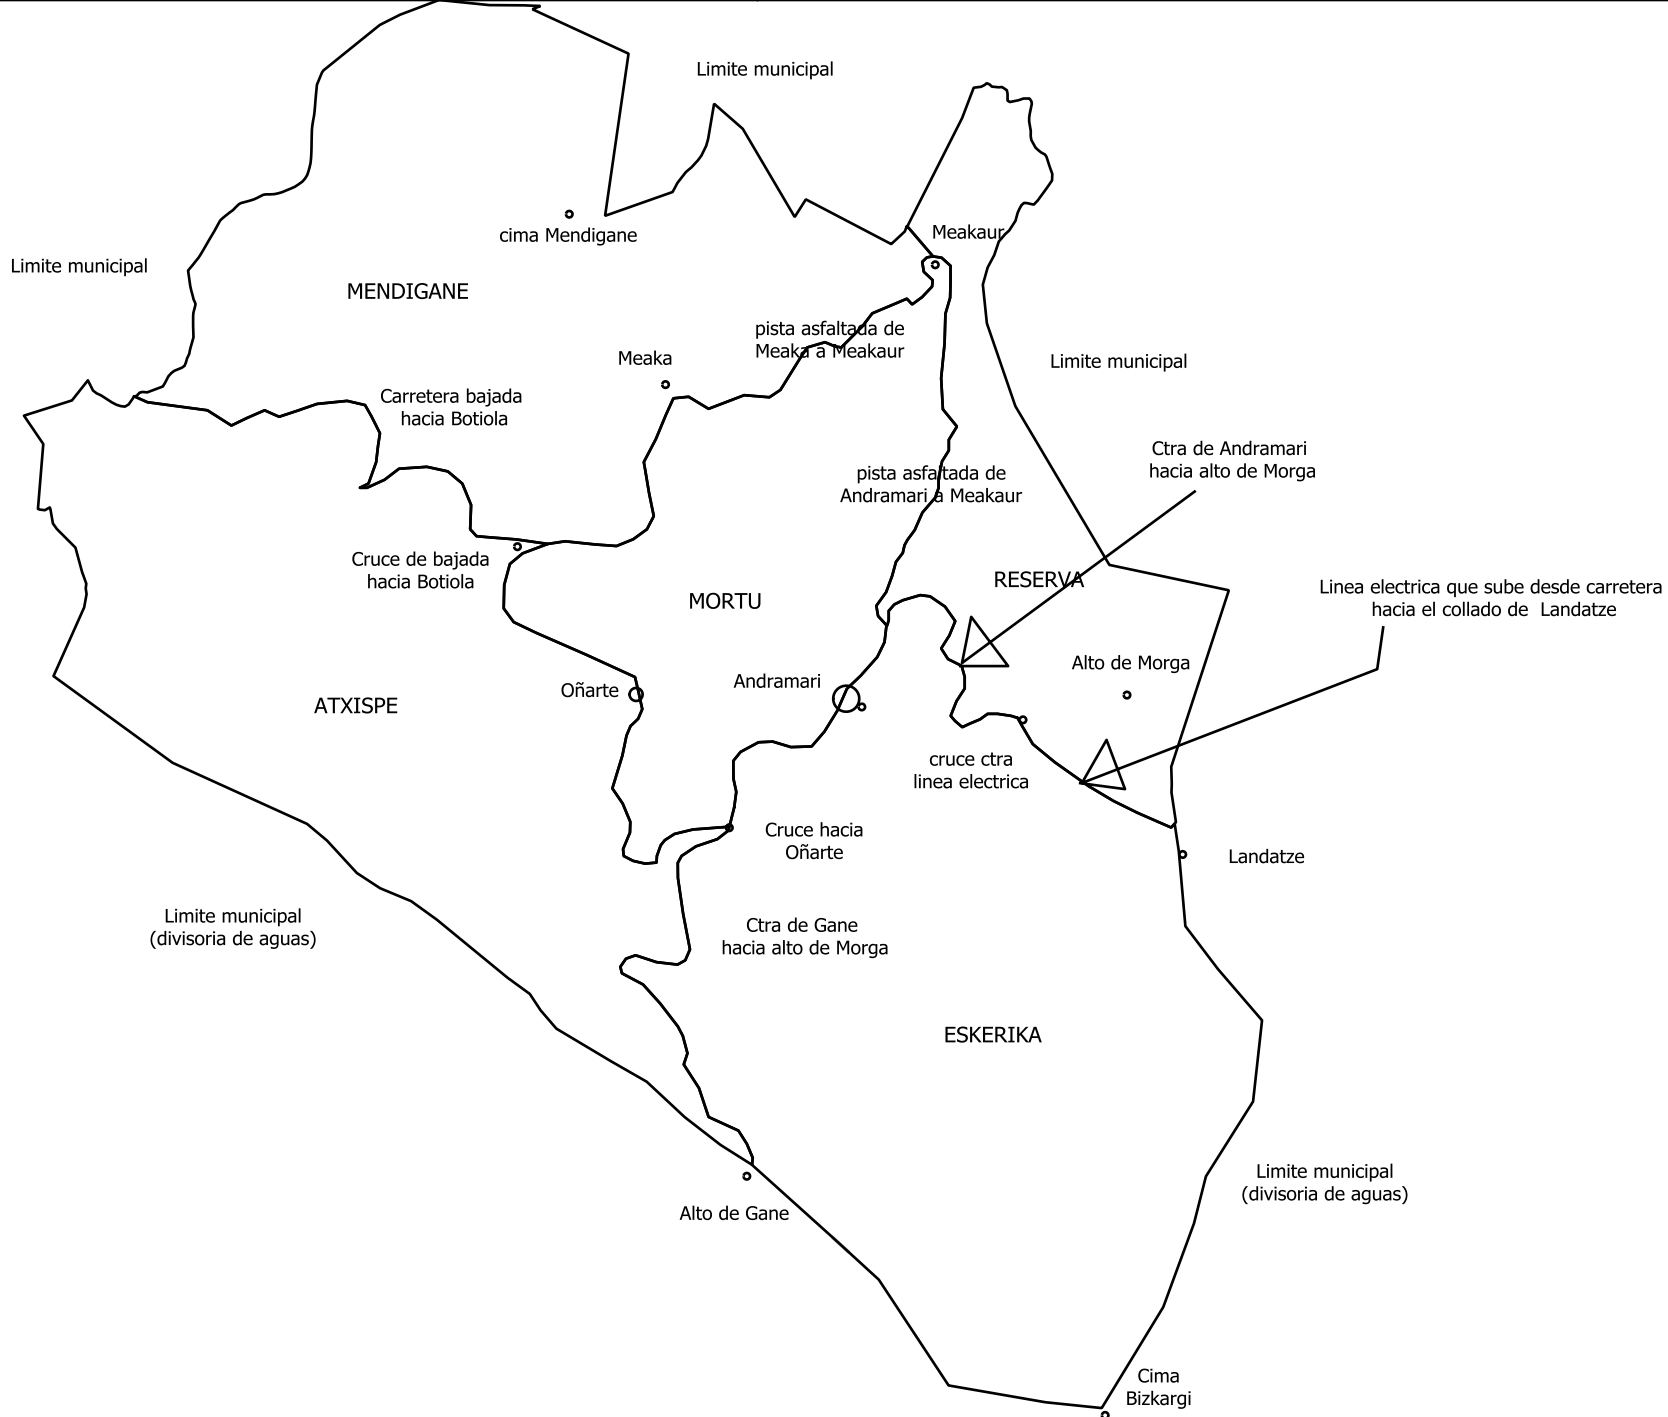 Limite municipal
Meakaur
cima Mendigane
Limite municipal
MENDIGANE
pista asfaltada de
Meaka a Meakaur
Meaka
Limite municipal
Carretera bajada
hacia Botiola
Ctra de Andramari
hacia alto de Morga
pista asfaltada de
Andramari a Meakaur
Cruce de bajada
hacia Botiola
RESERVA
Linea electrica que sube desde carretera
hacia el collado de  Landatze
MORTU
Alto de Morga
Oñarte
Andramari
ATXISPE
cruce ctra
linea electrica
Cruce hacia
Oñarte
Landatze
Limite municipal
(divisoria de aguas)
Ctra de Gane
hacia alto de Morga
ESKERIKA
Limite municipal
(divisoria de aguas)
Alto de Gane
Cima
Bizkargi